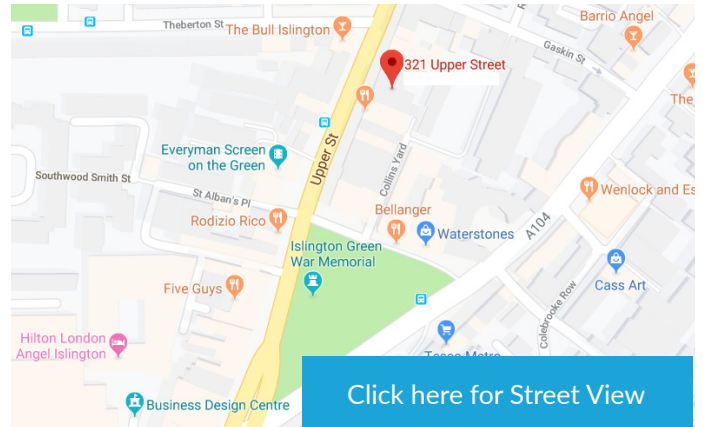 Theberton St
The Bull Islington
Barrio Angel
Gaskin St
321 Upper Street
The
Everyman Screen
on the Green
Upper St
Collins Yard
Southwood Smith St
St Alban's Pl
Wenlock and Es
Rodizio Rico
Bellanger
Waterstones
A104
Islington Green
War Memorial
Cass Art
Five Guys
Colebrooke Row
Hilton London
Angel Islington
Tesco Metro
Business Design Centre
Click here for Street View